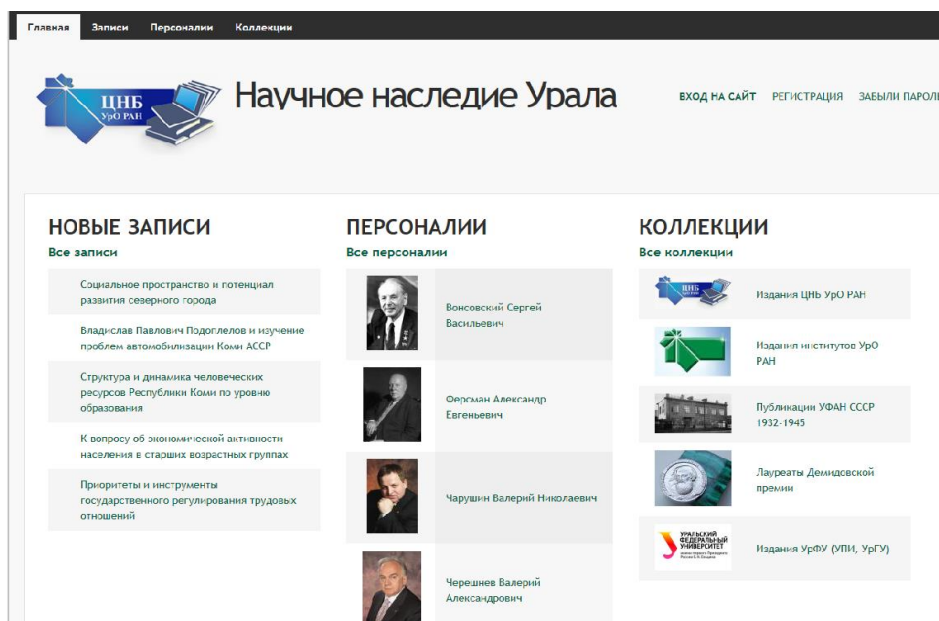 Главная Записи Персоналии Коллекции
ЦНБ
УрО РАН
Научное наследие Урала
ВХОД НА САЙТ РЕГИСТРАЦИЯ ЗАБЫЛИ ПАРОЛЬ
НОВЫЕ ЗАПИСИ
Все записи
Социальное пространство и потенциал
развития северного города
Владислав Павлович Подоплелов и изучение
проблем автомобилизации Коми АССР
Структура и динамика человеческих
ресурсов Республики Коми по уровню
образования
К вопросу об экономической активности
населения в старших возрастных группах
Приоритеты и инструменты
государственного регулирования трудовых
отношений
ПЕРСОНАЛИИ
Все персоналии
Вонсовский Сергей
Васильевич
Ферсман Александр
Евгеньевич
Чарушин Валерий Николаевич
Черешнев Валерий
Александрович
КОЛЛЕКЦИИ
Все коллекции
ЦНБ
УрО РАН
Издания ЦНБ УрО РАН
Издания институтов УрО
РАН
Публикации УФАН СССР
1932-1945
Лауреаты Демидовской
премии
УРАЛЬСКИЙ
ФЕДЕРАЛЬНЫЙ
УНИВЕРСИТЕТ
Издания УрФУ (УПИ, УрГУ)